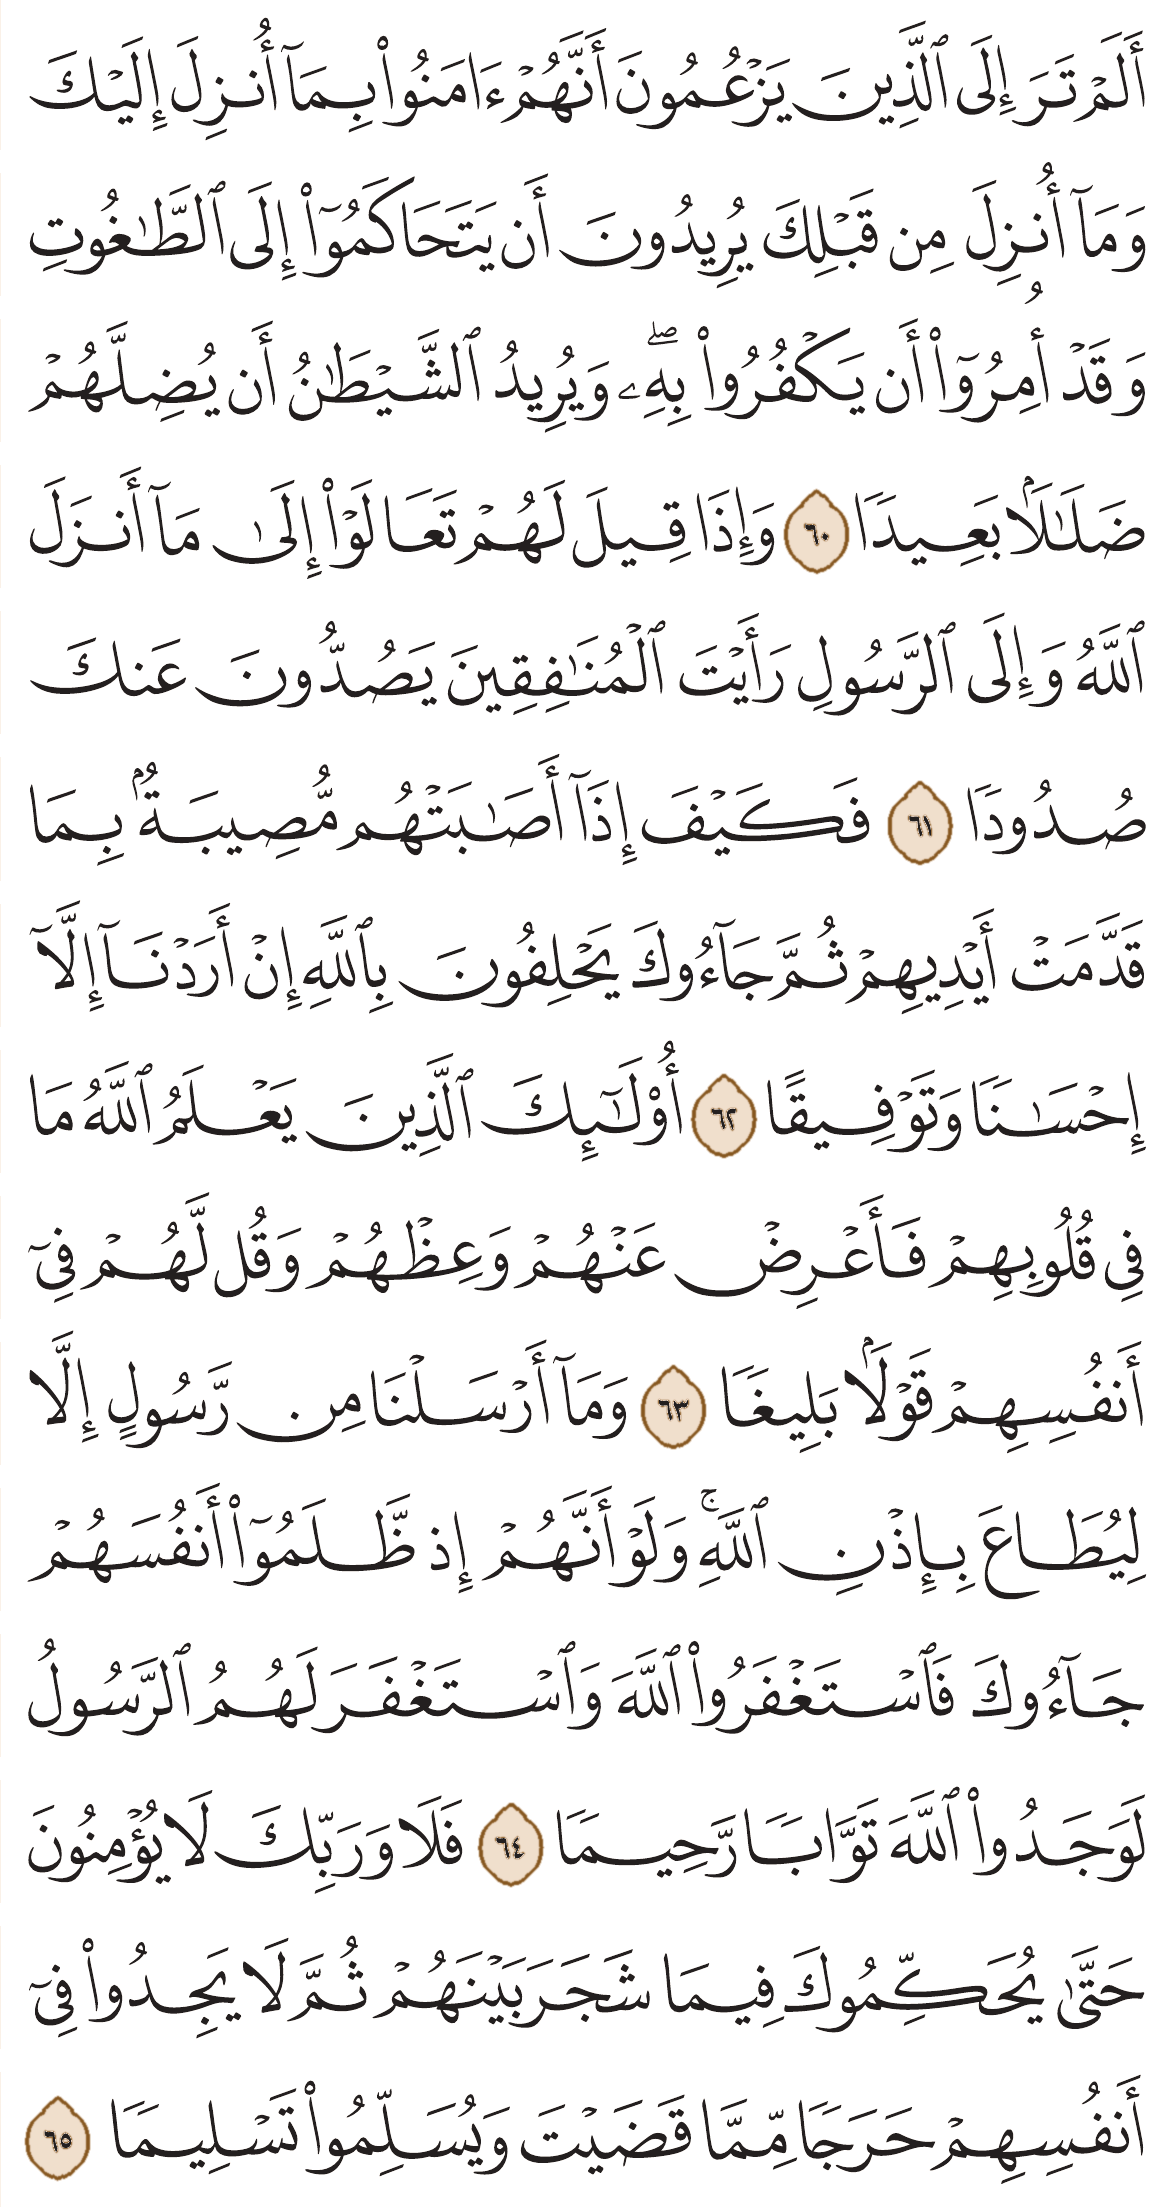 أَلَمۡ تَرَ إِلَى ٱلَّذِينَ يَزۡعُمُونَ أَنَّهُمۡ ءَامَنُواْ بِمَآ أُنزِلَ إِلَيۡكَ
وَمَآ أُنزِلَ مِن قَبۡلِكَ يُرِيدُونَ أَن يَتَحَاكَمُوٓاْ إِلَى ٱلطَّٰغُوتِ
وَقَدۡ أُمِرُوٓاْ أَن يَكۡفُرُواْ بِهِۦۖ وَيُرِيدُ ٱلشَّيۡطَٰنُ أَن يُضِلَّهُمۡ
ضَلَٰلَۢا بَعِيدٗا ٦٠ وَإِذَا قِيلَ لَهُمۡ تَعَالَوۡاْ إِلَىٰ مَآ أَنزَلَ
ٱللَّهُ وَإِلَى ٱلرَّسُولِ رَأَيۡتَ ٱلۡمُنَٰفِقِينَ يَصُدُّونَ عَنكَ
صُدُودٗا ٦١ فَكَيۡفَ إِذَآ أَصَٰبَتۡهُم مُّصِيبَةُۢ بِمَا
قَدَّمَتۡ أَيۡدِيهِمۡ ثُمَّ جَآءُوكَ يَحۡلِفُونَ بِٱللَّهِ إِنۡ أَرَدۡنَآ إِلَّآ
إِحۡسَٰنٗا وَتَوۡفِيقًا ٦٢ أُوْلَٰٓئِكَ ٱلَّذِينَ يَعۡلَمُ ٱللَّهُ مَا
فِي قُلُوبِهِمۡ فَأَعۡرِضۡ عَنۡهُمۡ وَعِظۡهُمۡ وَقُل لَّهُمۡ فِيٓ
أَنفُسِهِمۡ قَوۡلَۢا بَلِيغٗا ٦٣ وَمَآ أَرۡسَلۡنَا مِن رَّسُولٍ إِلَّا
لِيُطَاعَ بِإِذۡنِ ٱللَّهِۚ وَلَوۡ أَنَّهُمۡ إِذ ظَّلَمُوٓاْ أَنفُسَهُمۡ
جَآءُوكَ فَٱسۡتَغۡفَرُواْ ٱللَّهَ وَٱسۡتَغۡفَرَ لَهُمُ ٱلرَّسُولُ
لَوَجَدُواْ ٱللَّهَ تَوَّابٗا رَّحِيمٗا ٦٤ فَلَا وَرَبِّكَ لَا يُؤۡمِنُونَ
حَتَّىٰ يُحَكِّمُوكَ فِيمَا شَجَرَ بَيۡنَهُمۡ ثُمَّ لَا يَجِدُواْ فِيٓ
أَنفُسِهِمۡ حَرَجٗا مِّمَّا قَضَيۡتَ وَيُسَلِّمُواْ تَسۡلِيمٗا ٦٥